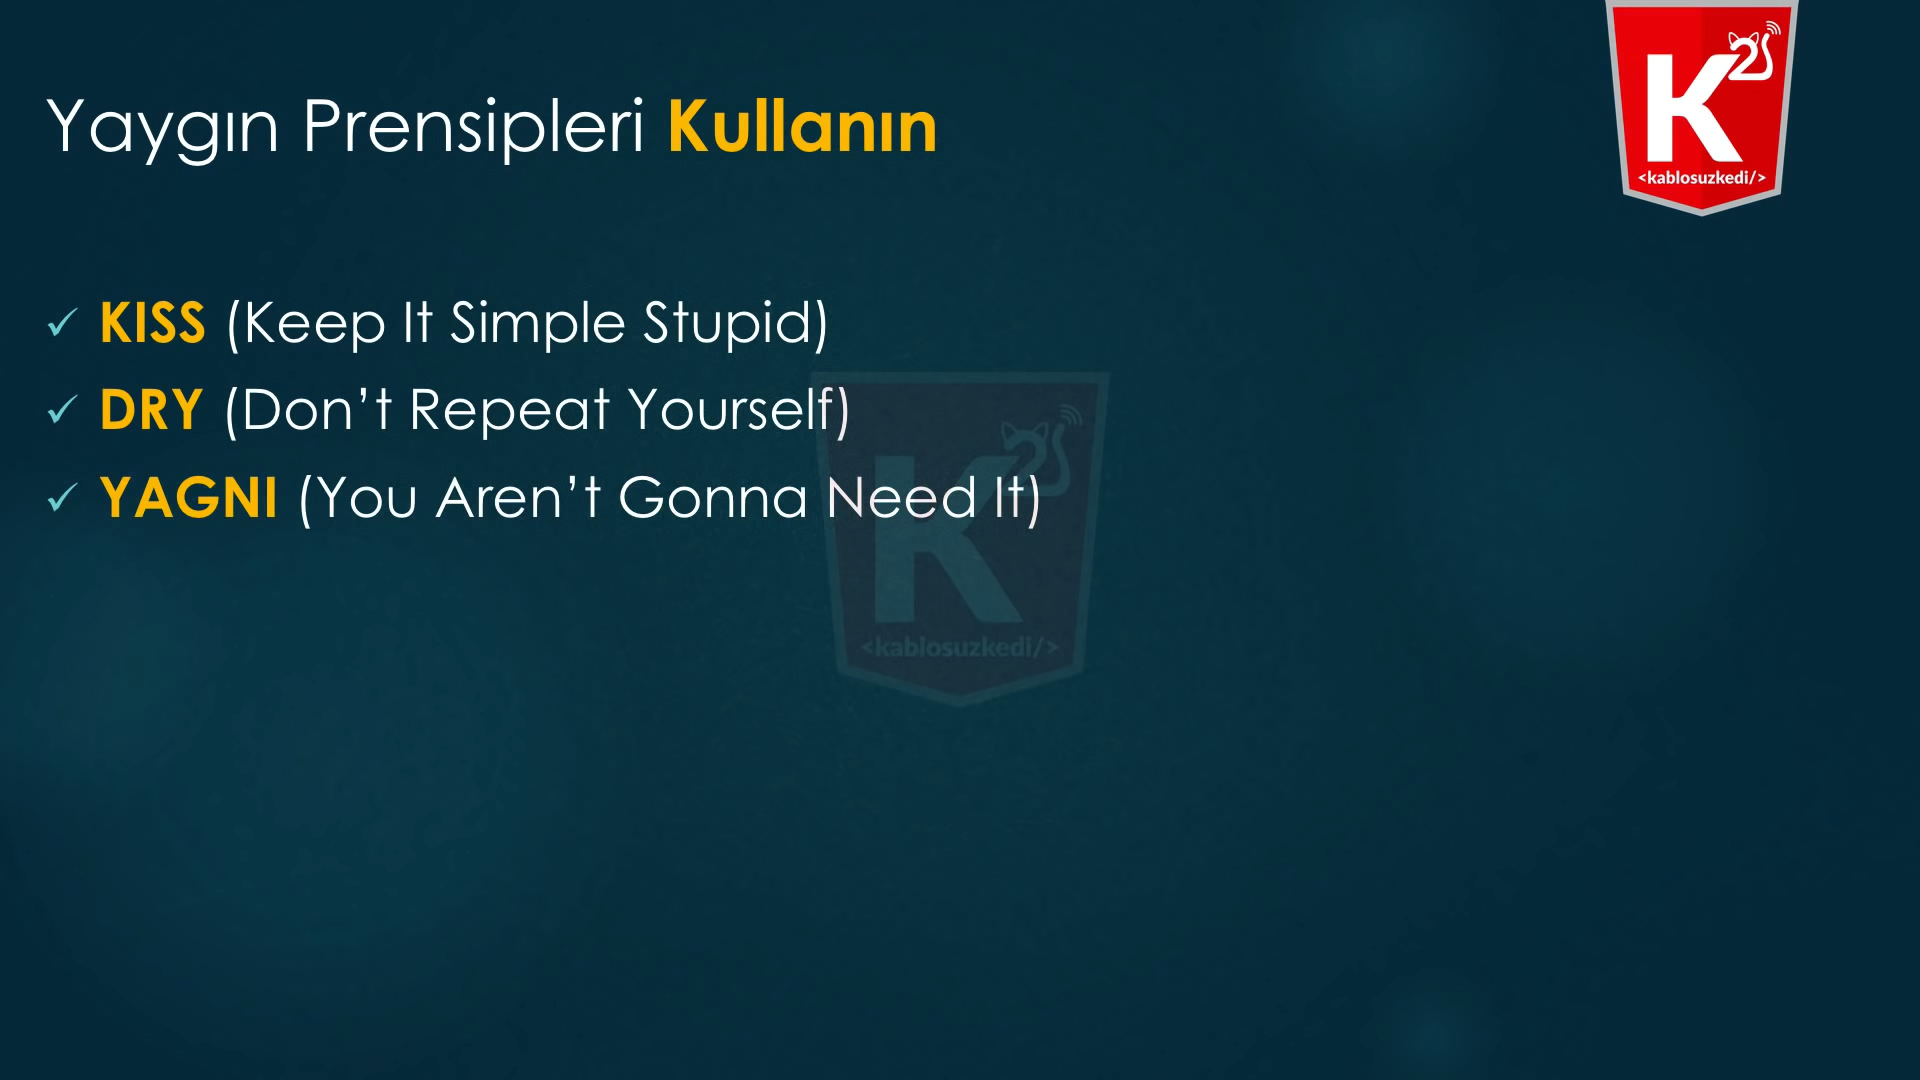 Yaygın Prensipleri Kullanın
K
<kablosuzkedi/>
✓ KISS (Keep It Simple Stupid)
✓ DRY (Don’t Repeat Yourself)
✓ YAGNI (You Aren’t Gonna Need It)
K
<kablosuzkedi/>